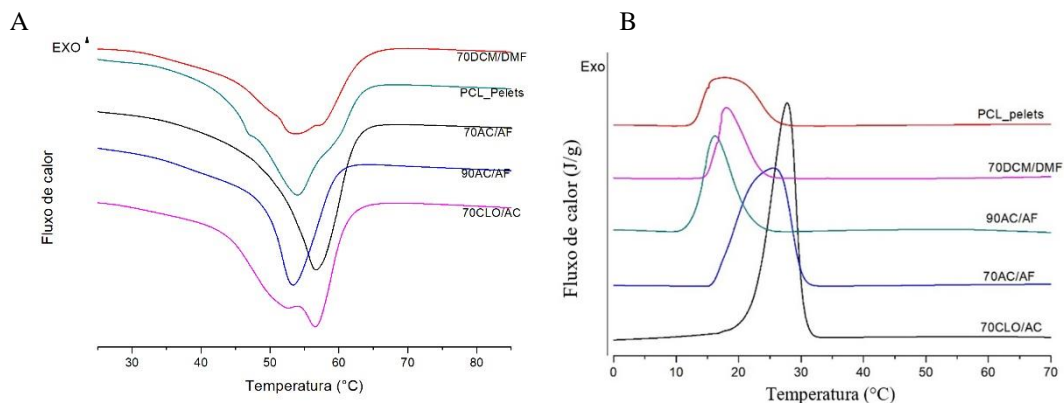 A
EXO
70DCM/DMF
PCL_Pelets
70AC/AF
90AC/AF
70CLO/AC
Fluxo de calor
30 40 50 60 70 80
Temperatura (°C)
B
Exo
PCL_pelets
70DCM/DMF
90AC/AF
70AC/AF
70CLO/AC
Fluxo de calor (J/g)
0 10 20 30 40 50 60 70
Temperatura (°C)